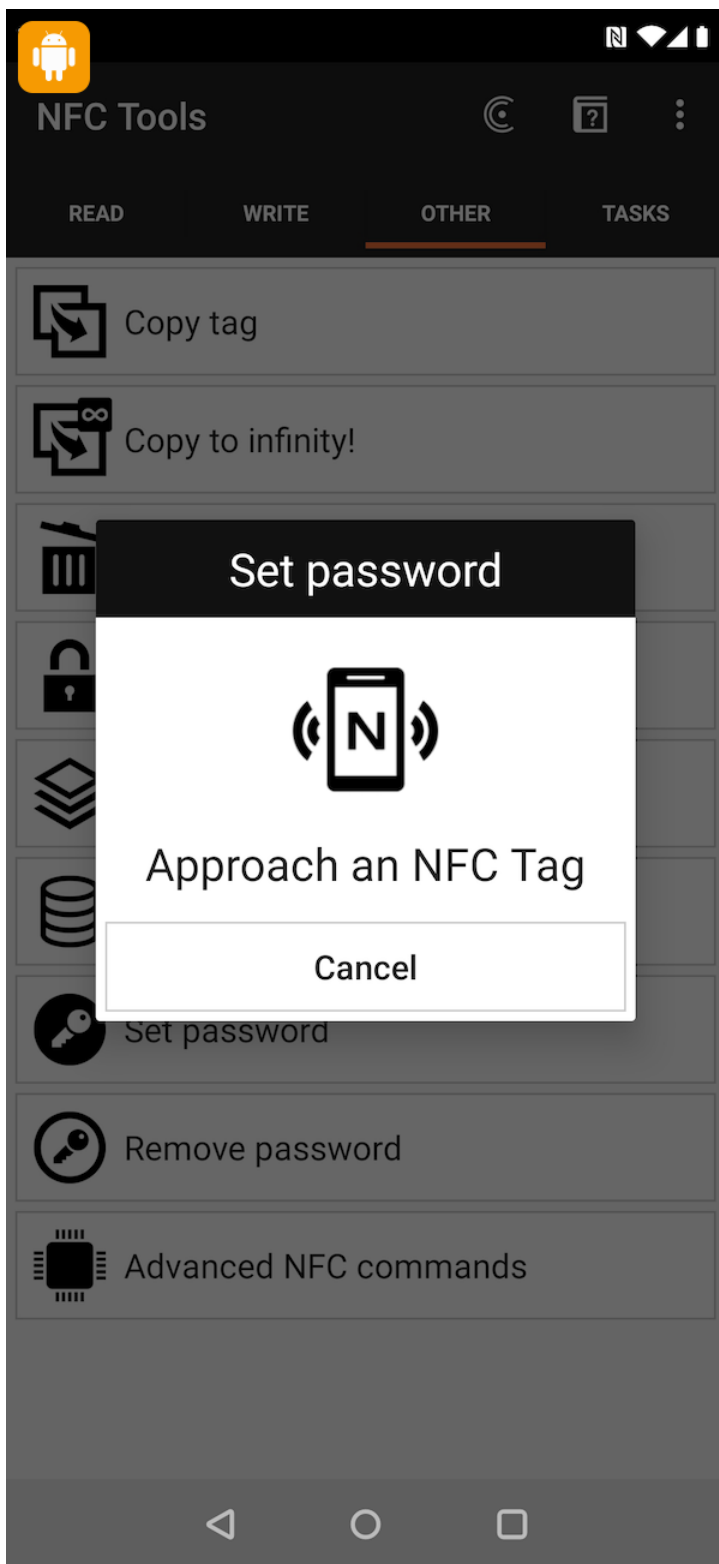 NFC Tools
READ WRITE OTHER TASKS
Copy tag
Copy to infinity!
Set password
N
Approach an NFC Tag
Cancel
Set password
Remove password
Advanced NFC commands